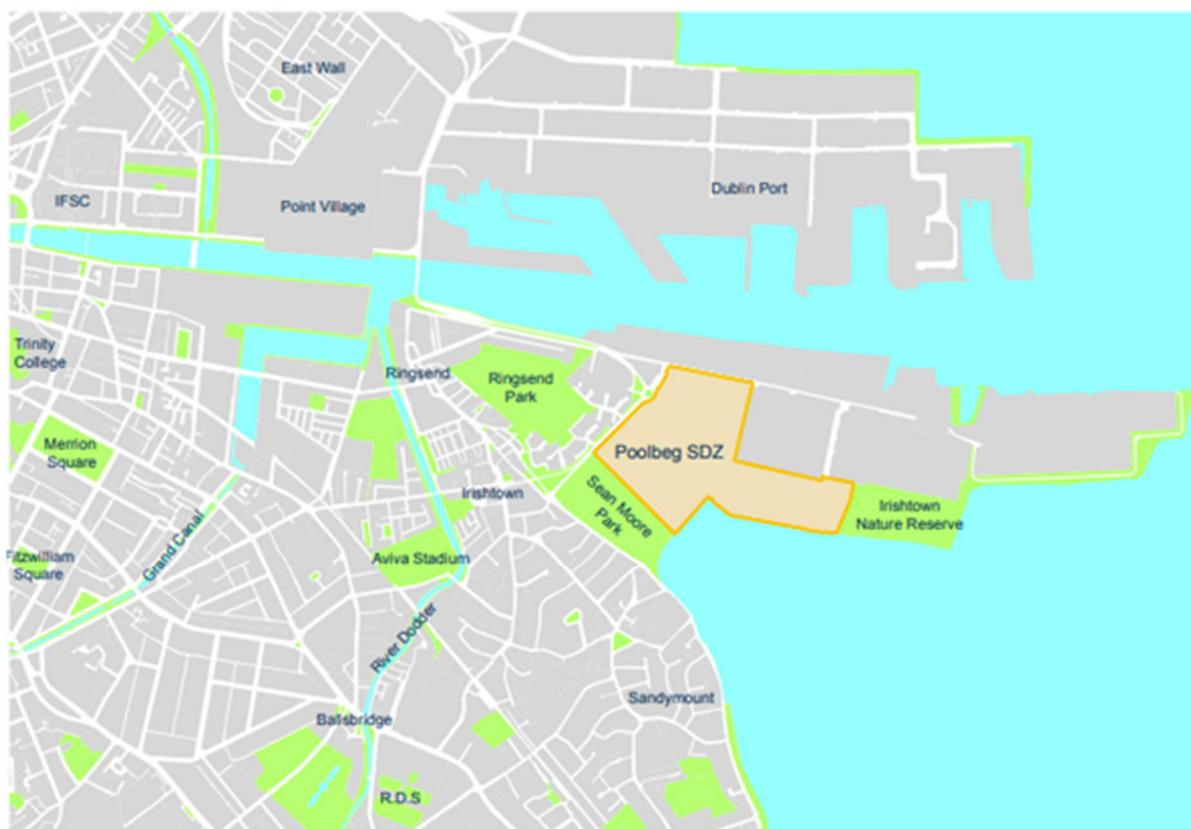 East Wall
IFSC
Point Village
Dublin Port
Trinity
College
Ringsend
Ringsend
Park
Merrion
Square
Poolbeg SDZ
Irishtown
Sean Moore
Park
Irishtown
Nature Reserve
Grand Canal
Aviva Stadium
Fitzwilliam
Square
River Dodder
Sandymount
Ballsbridge
R.D.S